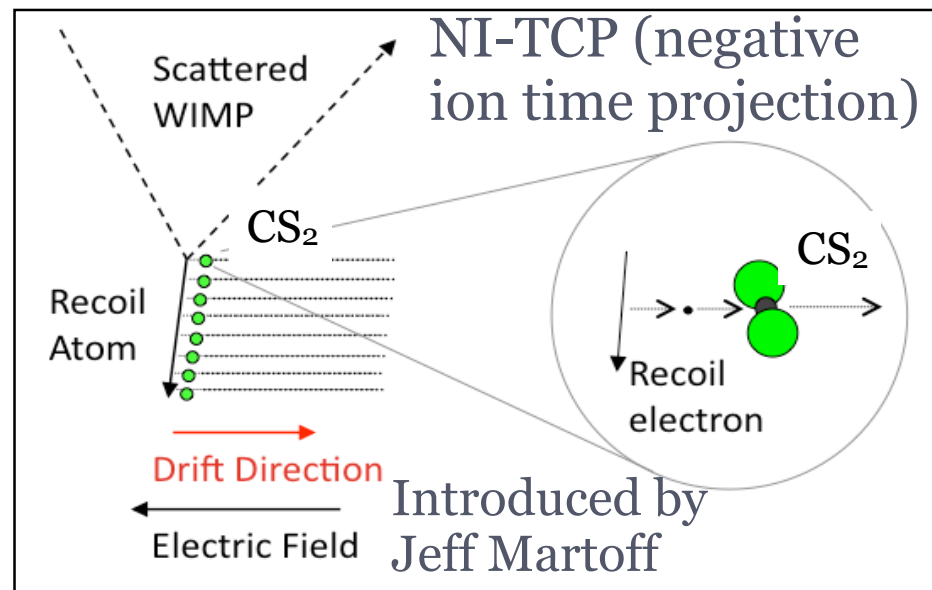 NI-TCP (negative
ion time projection)
Scattered
WIMP
CS₂
CS₂
Recoil
Atom
Recoil
electron
Drift Direction
Electric Field
Introduced by
Jeff Martoff